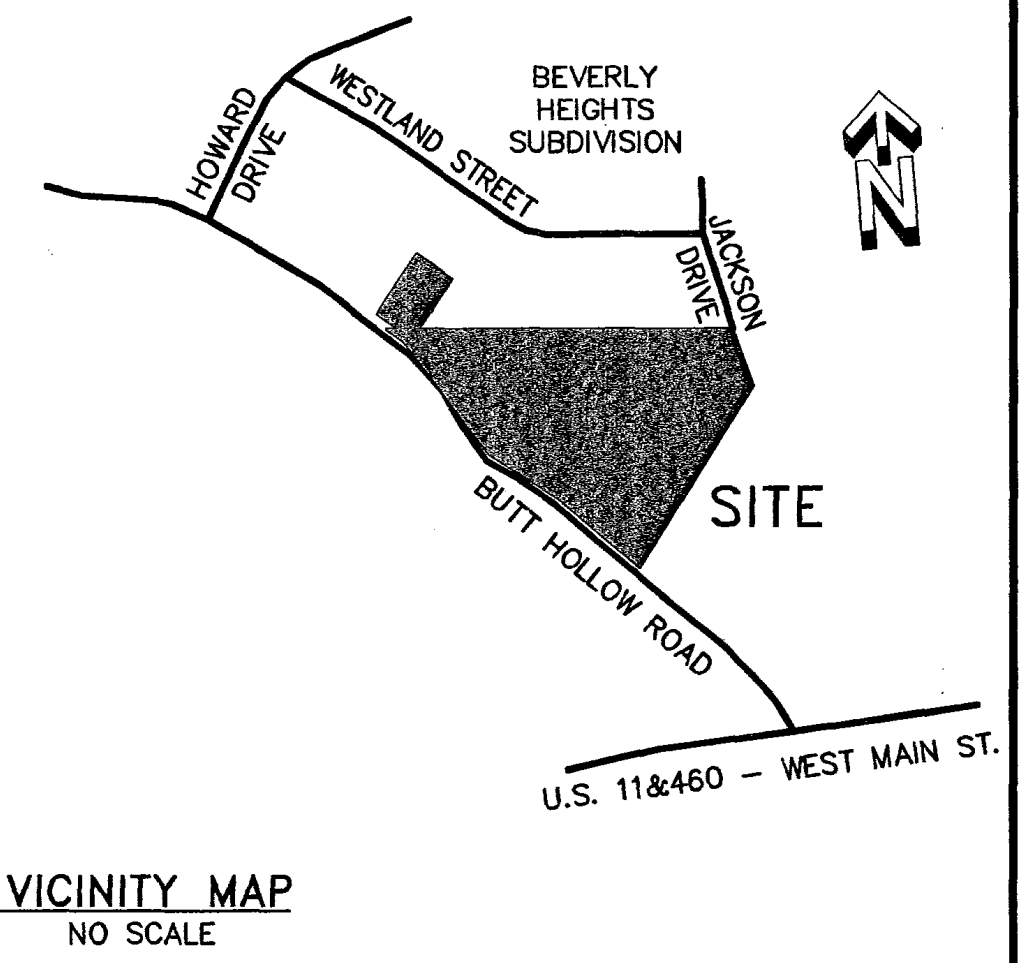 BEVERLY
HEIGHTS
SUBDIVISION
WESTLAND STREET
HOWARD
DRIVE
N
JACKSON
DRIVE
SITE
BUTT HOLLOW ROAD
U.S. 11&460 - WEST MAIN ST.
VICINITY MAP
NO SCALE